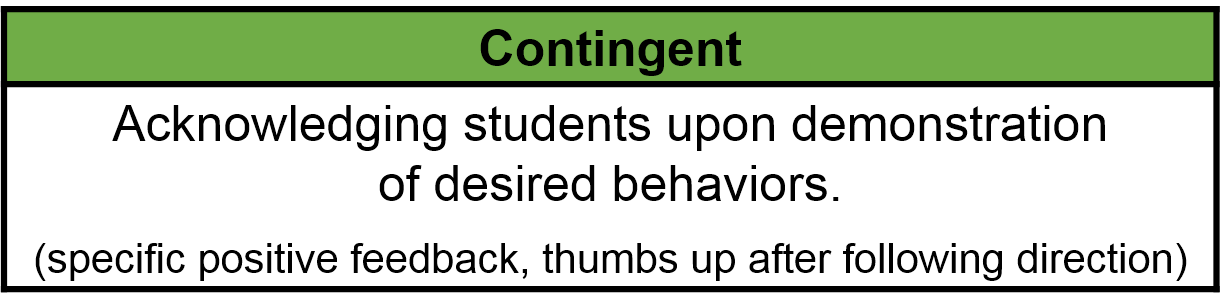 Contingent
Acknowledging students upon demonstration
of desired behaviors.
(specific positive feedback, thumbs up after following direction)